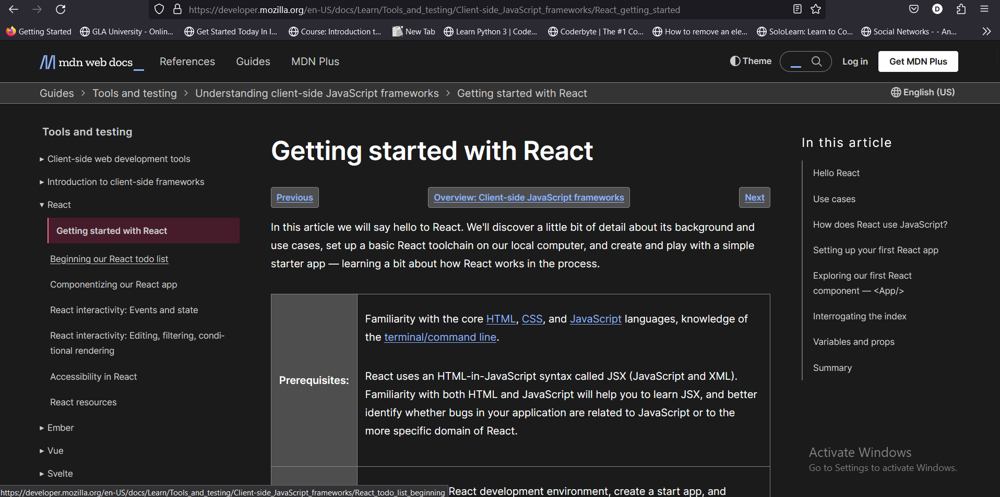 https://developer.mozilla.org/en-US/docs/Learn/Tools_and_testing/Client-side_JavaScript_frameworks/React_getting_started
D
Getting Started
GLA University - Onlin...
Get Started Today In I...
Course: Introduction t...
New Tab
Learn Python 3 | Code...
Coderbyte | The #1 Co...
How to remove an ele...
SoloLearn: Learn to Co...
Social Networks - - An...
mdn web docs_
References
Guides
MDN Plus
Theme
Log in
Get MDN Plus
Guides > Tools and testing > Understanding client-side JavaScript frameworks > Getting started with React
English (US)
Tools and testing
Client-side web development tools
Introduction to client-side frameworks
React
Getting started with React
Beginning our React todo list
Componentizing our React app
React interactivity: Events and state
React interactivity: Editing, filtering, condi-
tional rendering
Accessibility in React
React resources
Ember
Vue
Svelte
Getting started with React
Previous
Overview: Client-side JavaScript frameworks
Next
In this article we will say hello to React. We'll discover a little bit of detail about its background and
use cases, set up a basic React toolchain on our local computer, and create and play with a simple
starter app — learning a bit about how React works in the process.
Prerequisites:
Familiarity with the core HTML, CSS, and JavaScript languages, knowledge of
the terminal/command line.
React uses an HTML-in-JavaScript syntax called JSX (JavaScript and XML).
Familiarity with both HTML and JavaScript will help you to learn JSX, and better
identify whether bugs in your application are related to JavaScript or to the
more specific domain of React.
React development environment, create a start app, and
In this article
Hello React
Use cases
How does React use JavaScript?
Setting up your first React app
Exploring our first React
component — <App/>
Interrogating the index
Variables and props
Summary
Activate Windows
Go to Settings to activate Windows.
https://developer.mozilla.org/en-US/docs/Learn/Tools_and_testing/Client-side_JavaScript_frameworks/React_todo_list_beginning